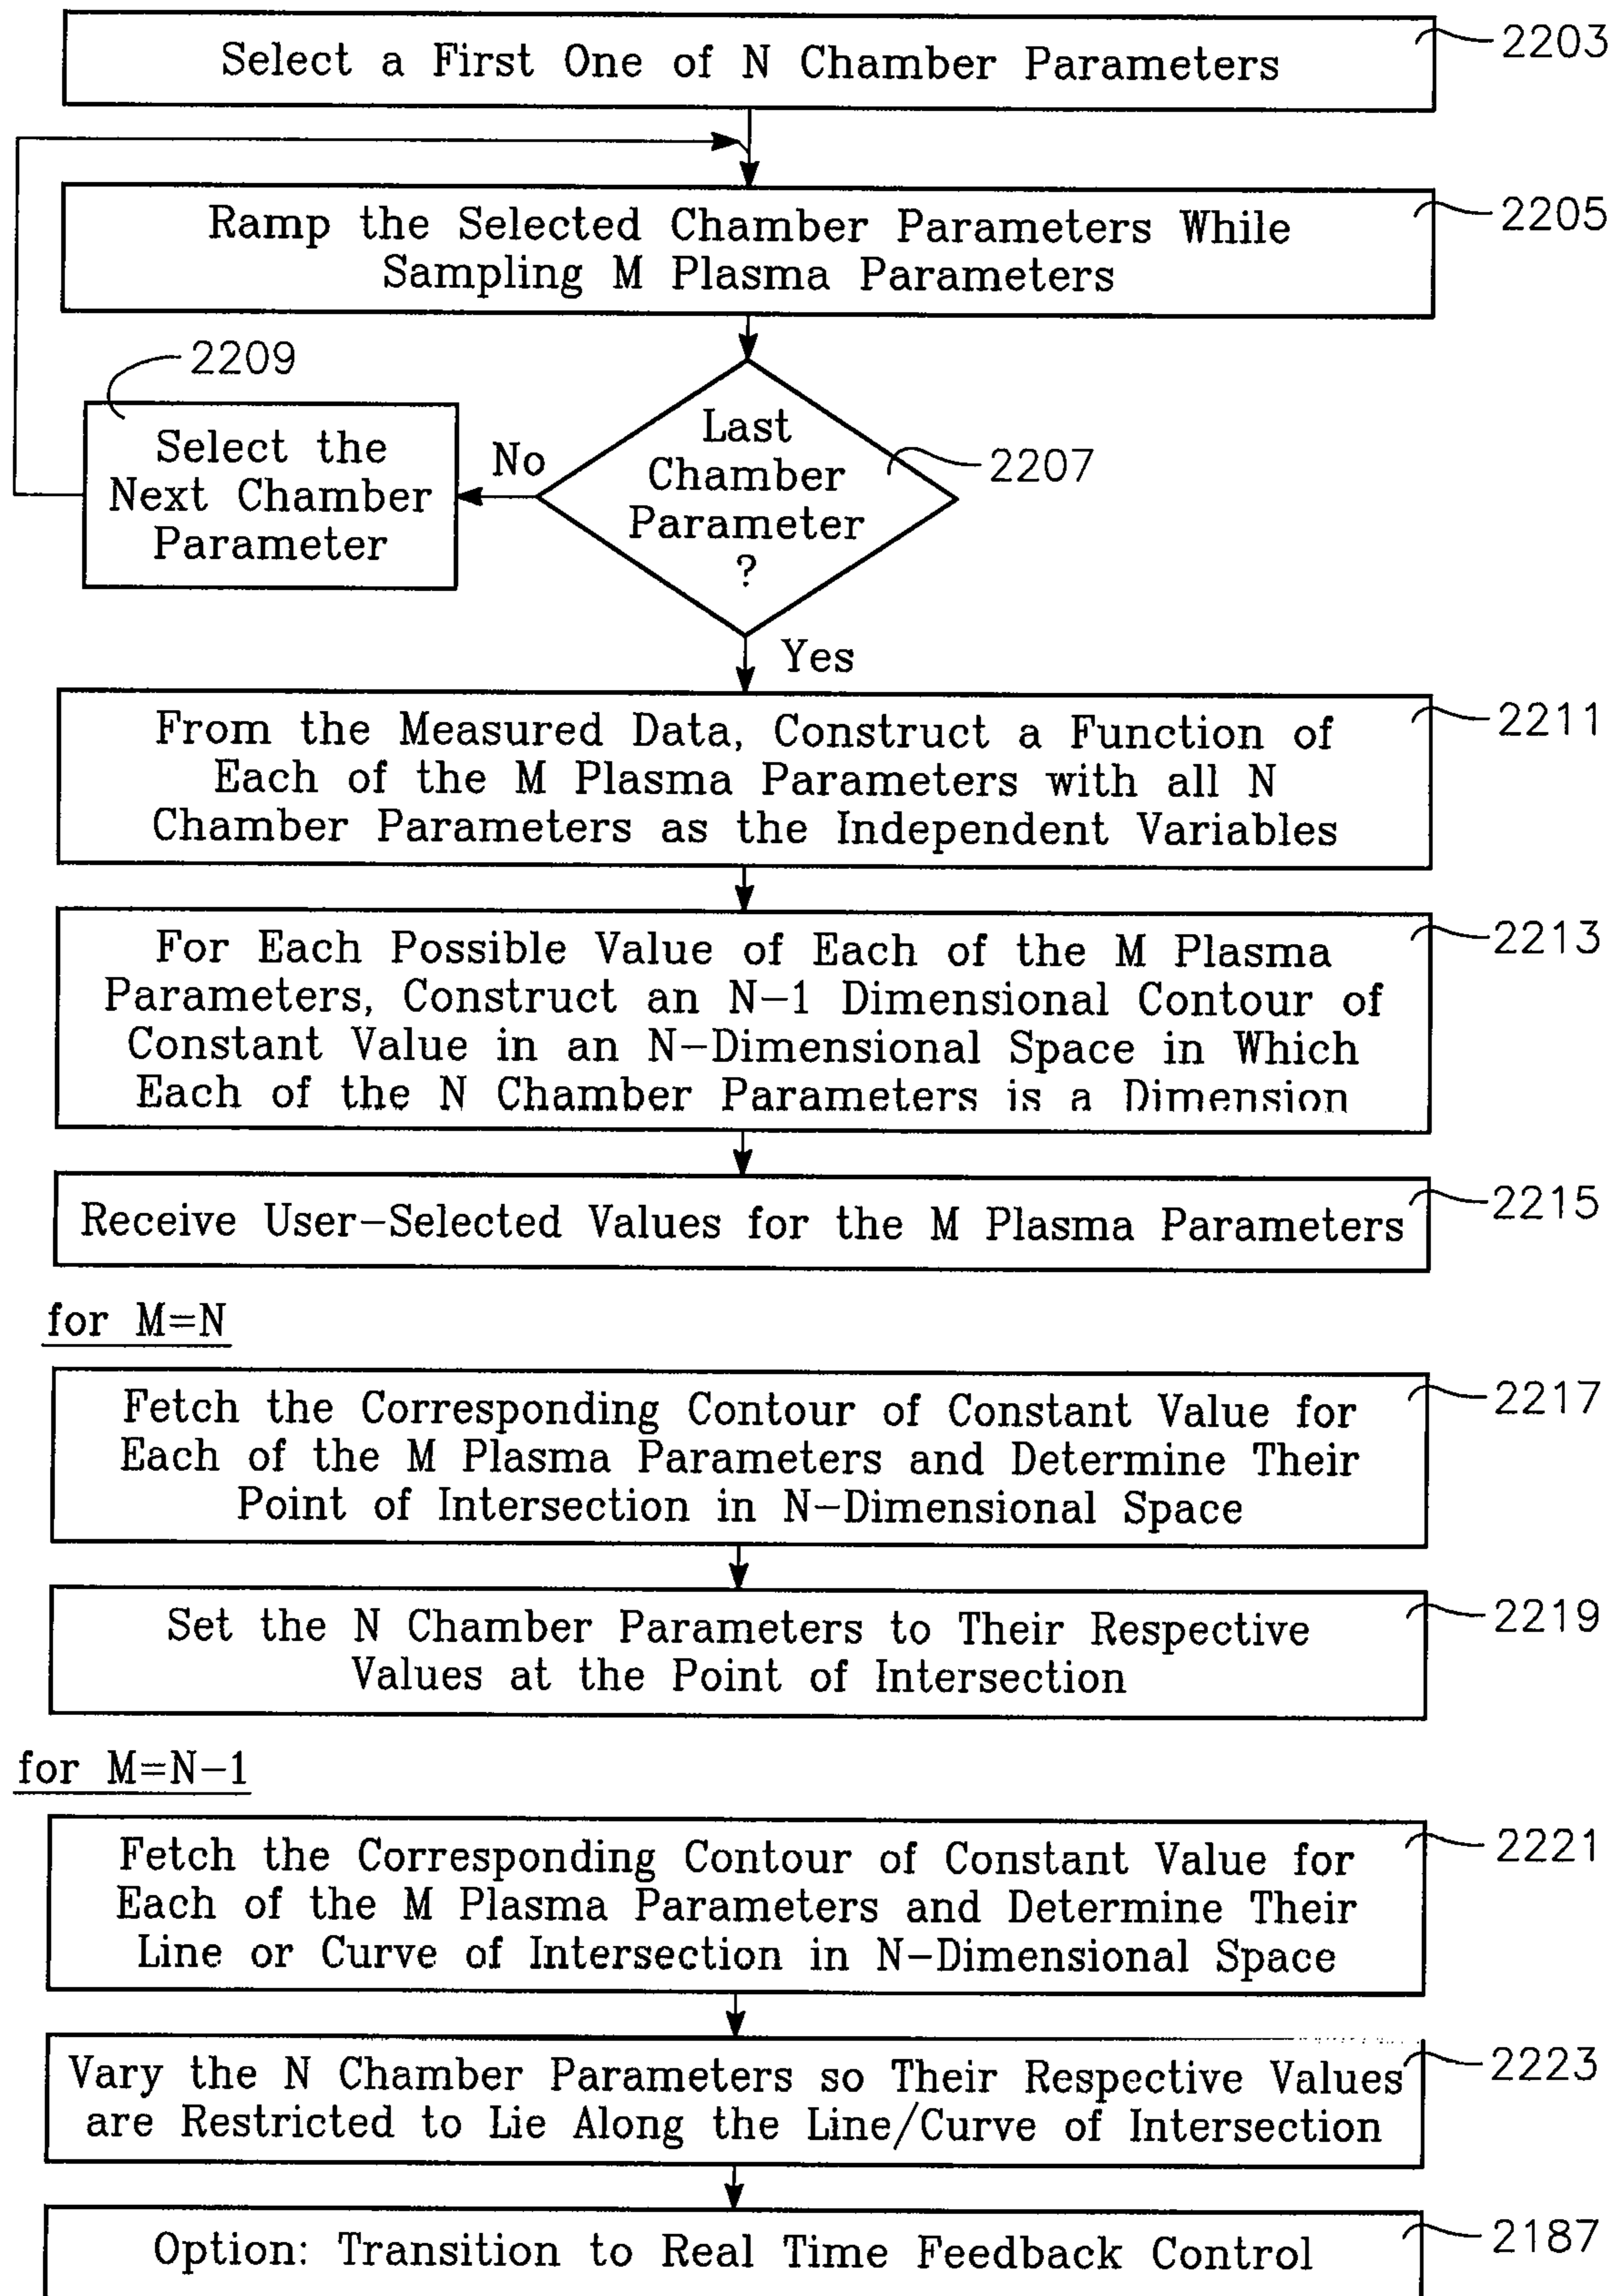 Select a First One of N Chamber Parameters
2203
Ramp the Selected Chamber Parameters While
Sampling M Plasma Parameters
2205
2209
Select the
Next Chamber
Parameter
No
Last
Chamber
Parameter
?
2207
Yes
From the Measured Data, Construct a Function of
Each of the M Plasma Parameters with all N
Chamber Parameters as the Independent Variables
2211
For Each Possible Value of Each of the M Plasma
Parameters, Construct an N-1 Dimensional Contour of
Constant Value in an N-Dimensional Space in Which
Each of the N Chamber Parameters is a Dimension
2213
Receive User-Selected Values for the M Plasma Parameters
2215
for M=N
Fetch the Corresponding Contour of Constant Value for
Each of the M Plasma Parameters and Determine Their
Point of Intersection in N-Dimensional Space
2217
Set the N Chamber Parameters to Their Respective
Values at the Point of Intersection
2219
for M=N-1
Fetch the Corresponding Contour of Constant Value for
Each of the M Plasma Parameters and Determine Their
Line or Curve of Intersection in N-Dimensional Space
2221
Vary the N Chamber Parameters so Their Respective Values
are Restricted to Lie Along the Line/Curve of Intersection
2223
Option: Transition to Real Time Feedback Control
2187